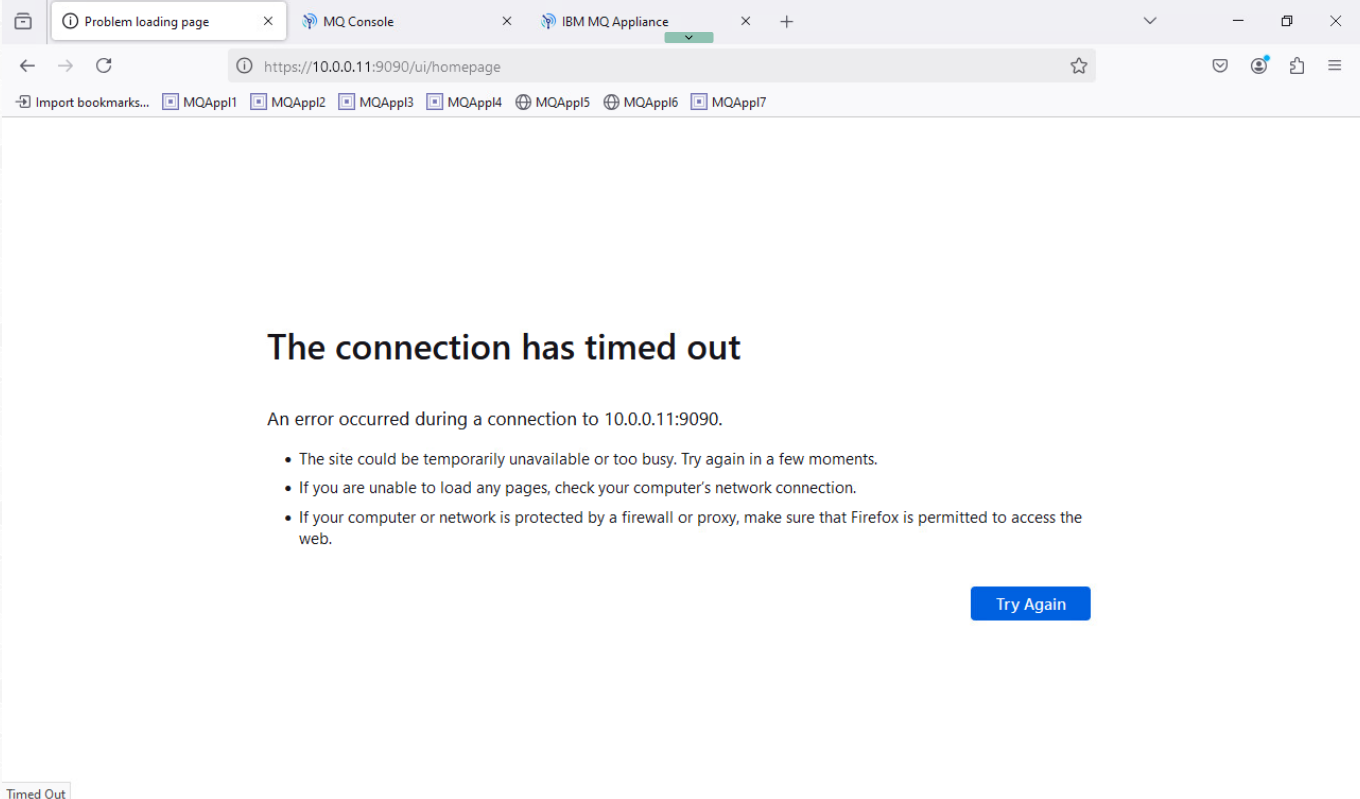 Problem loading page
MQ Console
IBM MQ Appliance
https://10.0.0.11:9090/ui/homepage
Import bookmarks... MQAppl1 MQAppl2 MQAppl3 MQAppl4 MQAppl5 MQAppl6 MQAppl7
The connection has timed out
An error occurred during a connection to 10.0.0.11:9090.
• The site could be temporarily unavailable or too busy. Try again in a few moments.
• If you are unable to load any pages, check your computer’s network connection.
• If your computer or network is protected by a firewall or proxy, make sure that Firefox is permitted to access the
web.
Try Again
Timed Out